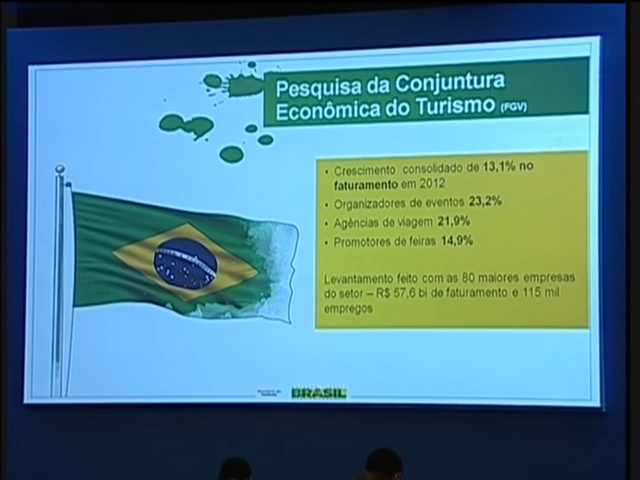 Pesquisa da Conjuntura
Econômica do Turismo (FGV)
• Crescimento consolidado de 13,1% no
faturamento em 2012
• Organizadores de eventos 23,2%
• Agências de viagem 21,9%
• Promotores de feiras 14,9%
Levantamento feito com as 80 maiores empresas
do setor – R$ 57,6 bi de faturamento e 115 mil
empregos
BRASIL